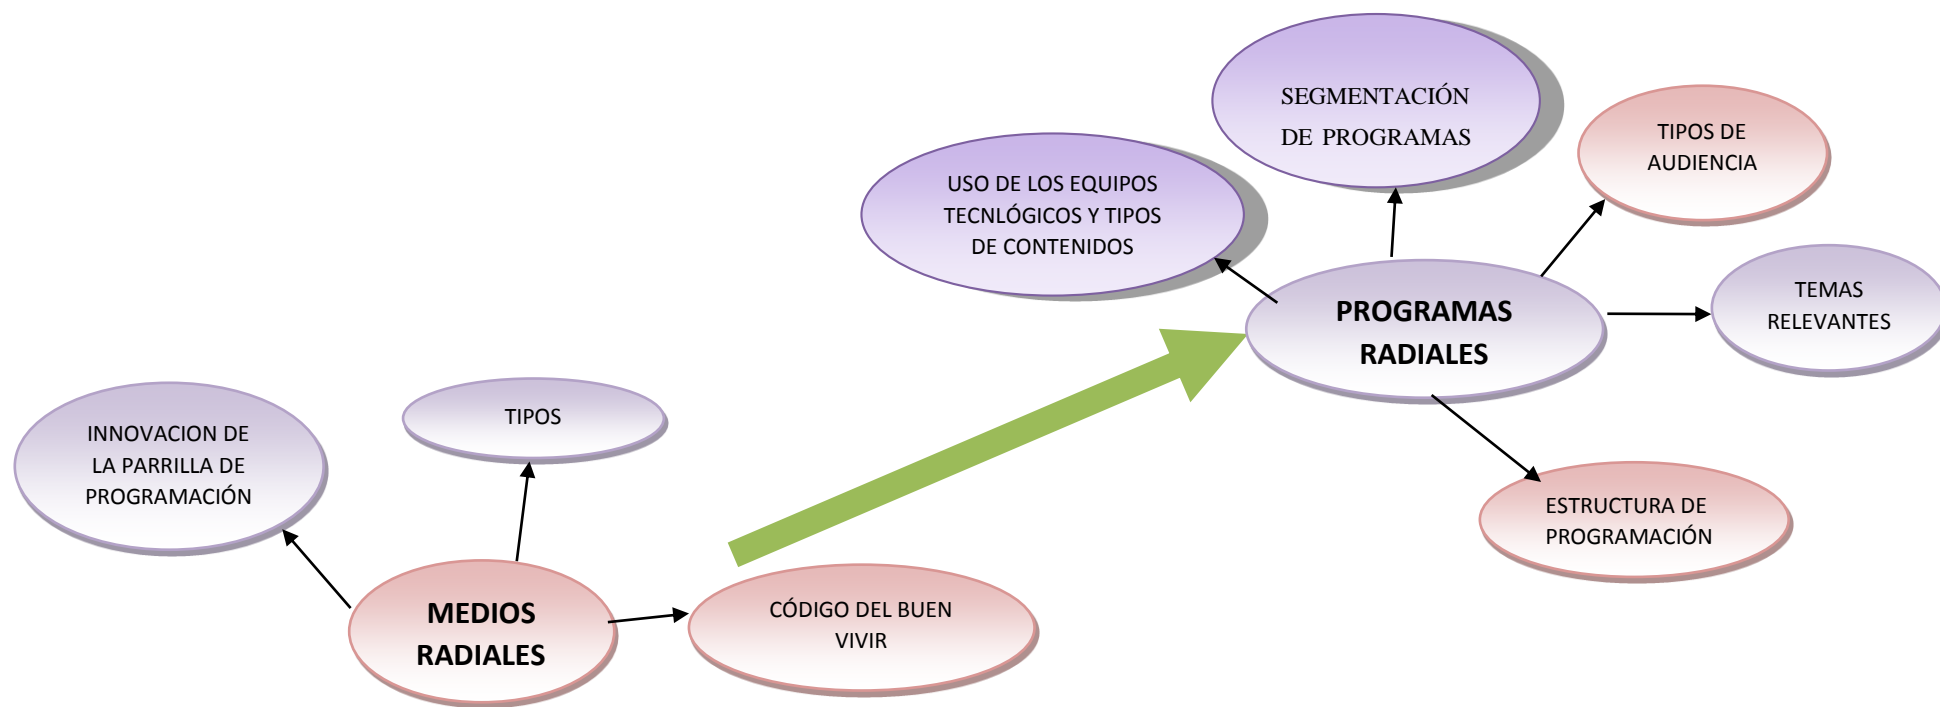 SEGMENTACIÓN
DE PROGRAMAS
TIPOS DE
AUDIENCIA
USO DE LOS EQUIPOS
TECNLÓGICOS Y TIPOS
DE CONTENIDOS
PROGRAMAS
RADIALES
TEMAS
RELEVANTES
INNOVACION DE
LA PARRILLA DE
PROGRAMACIÓN
TIPOS
ESTRUCTURA DE
PROGRAMACIÓN
MEDIOS
RADIALES
CÓDIGO DEL BUEN
VIVIR